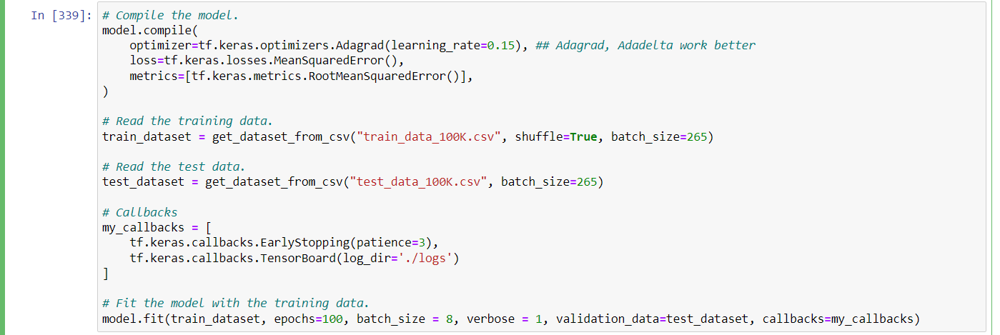 In [339]: # Compile the model.
model.compile(
    optimizer=tf.keras.optimizers.Adagrad(learning_rate=0.15), ## Adagrad, Adadelta work better
    loss=tf.keras.losses.MeanSquaredError(),
    metrics=[tf.keras.metrics.RootMeanSquaredError()],
)

# Read the training data.
train_dataset = get_dataset_from_csv("train_data_100K.csv", shuffle=True, batch_size=265)

# Read the test data.
test_dataset = get_dataset_from_csv("test_data_100K.csv", batch_size=265)

# Callbacks
my_callbacks = [
    tf.keras.callbacks.EarlyStopping(patience=3),
    tf.keras.callbacks.TensorBoard(log_dir='./logs')
]

# Fit the model with the training data.
model.fit(train_dataset, epochs=100, batch_size = 8, verbose = 1, validation_data=test_dataset, callbacks=my_callbacks)